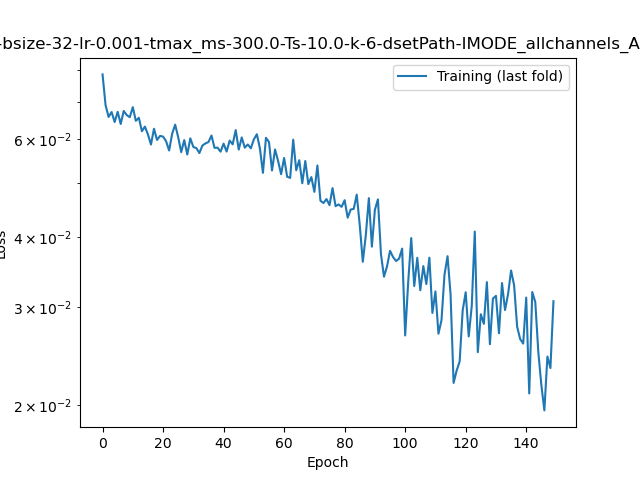 -bsize-32-lr-0.001-tmax_ms-300.0-Ts-10.0-k-6-dsetPath-IMODE_allchannels_A
Training (last fold)
6 × 10⁻²
4 × 10⁻²
3 × 10⁻²
2 × 10⁻²
Loss
0 20 40 60 80 100 120 140
Epoch